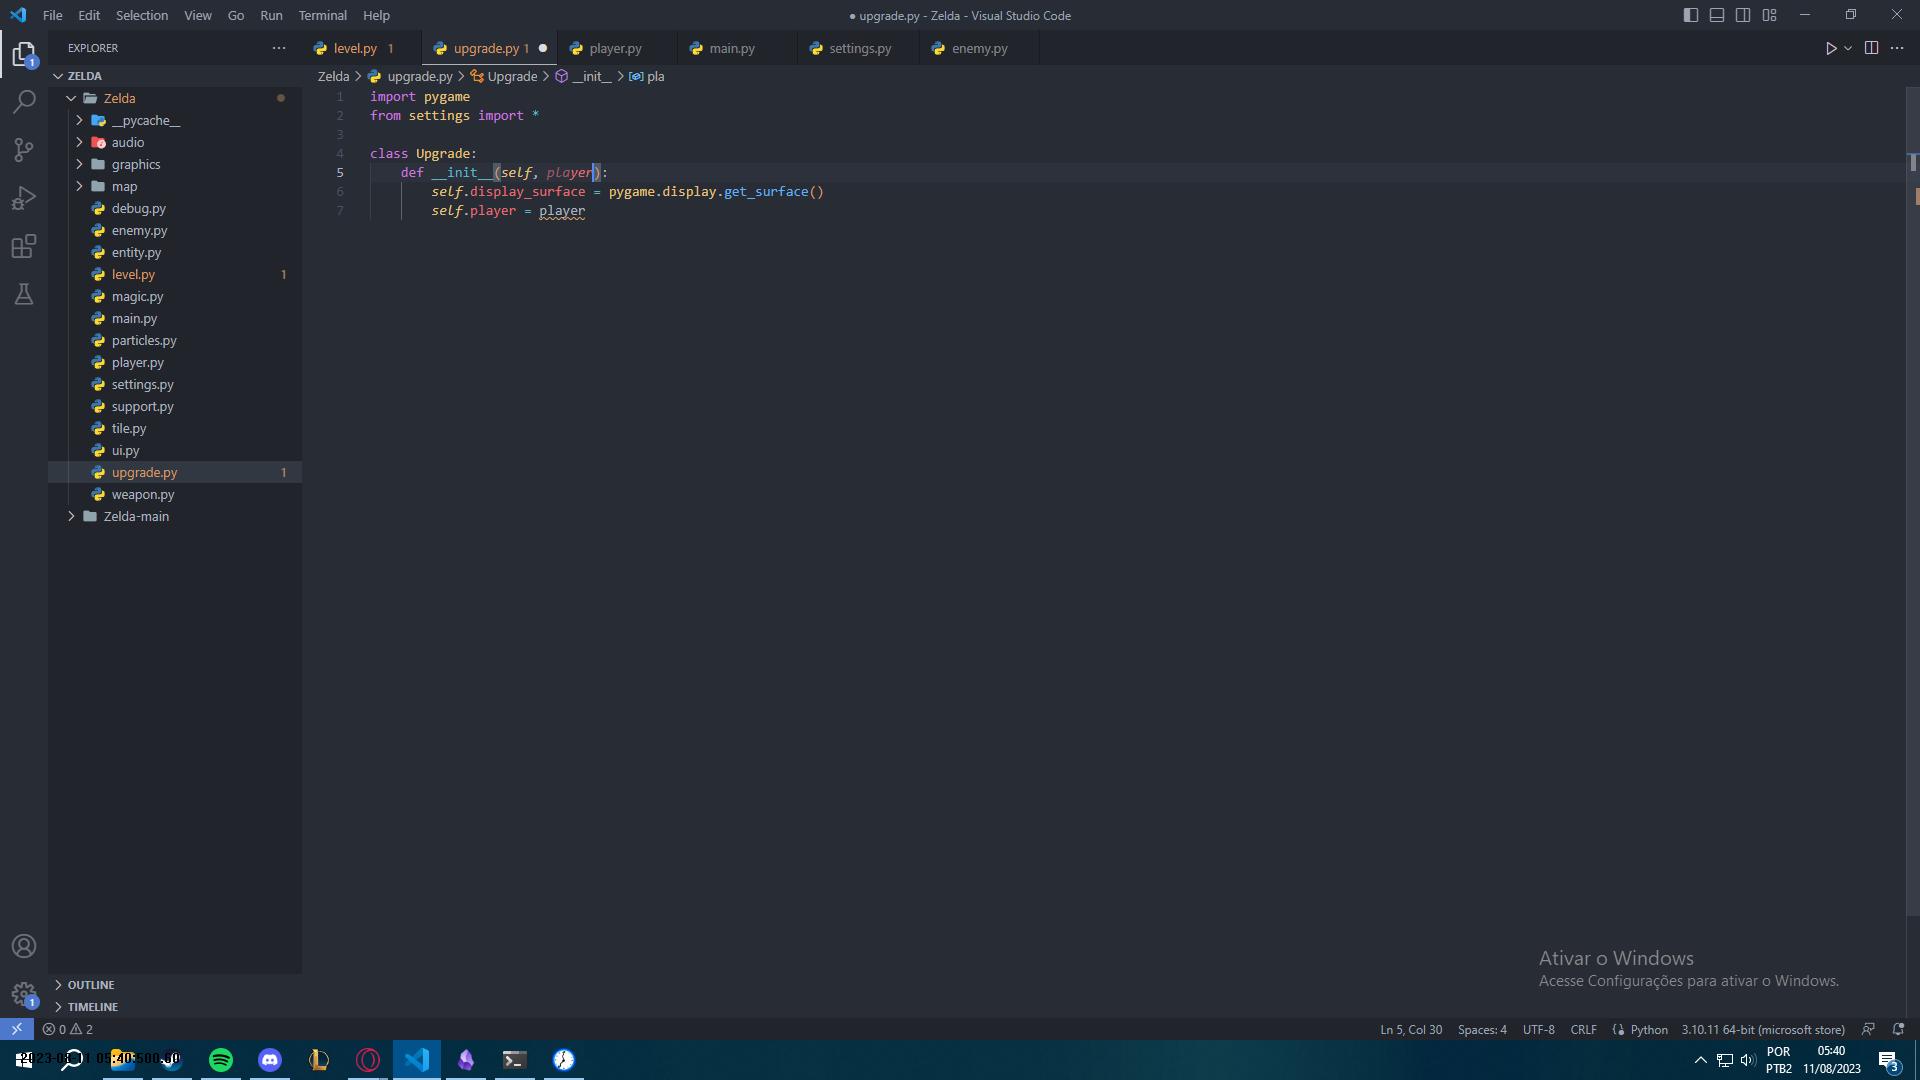 File Edit Selection View Go Run Terminal Help
● upgrade.py - Zelda - Visual Studio Code
EXPLORER
level.py 1
upgrade.py 1
player.py
main.py
settings.py
enemy.py
ZELDA
Zelda > upgrade.py > Upgrade > __init__ > pla
Zelda
__pycache__
audio
graphics
map
debug.py
enemy.py
entity.py
level.py 1
magic.py
main.py
particles.py
player.py
settings.py
support.py
tile.py
ui.py
upgrade.py 1
weapon.py
Zelda-main
1 import pygame
2 from settings import *
3
4 class Upgrade:
5 def __init__(self, player):
6 self.display_surface = pygame.display.get_surface()
7 self.player = player
1
Ativar o Windows
Acesse Configurações para ativar o Windows.
1
OUTLINE
TIMELINE
0 2
Ln 5, Col 30 Spaces: 4 UTF-8 CRLF Python 3.10.11 64-bit (microsoft store)
POR
PTB2
05:40
11/08/2023
3